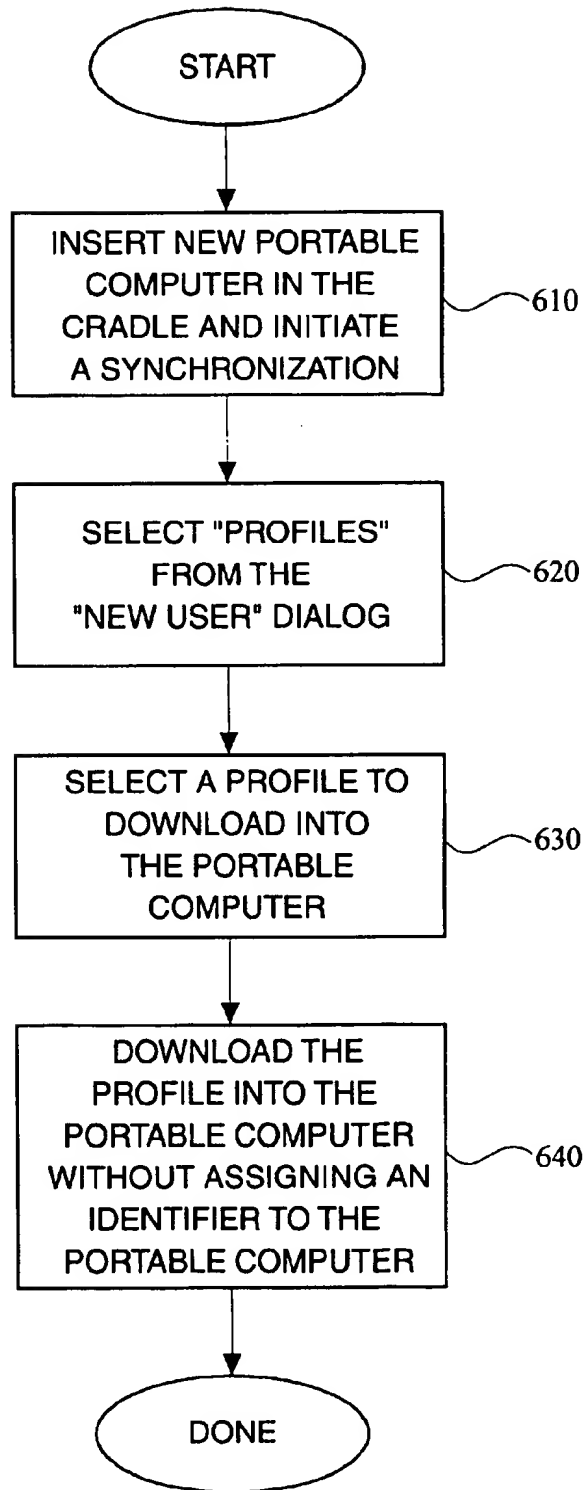 START
INSERT NEW PORTABLE
COMPUTER IN THE
CRADLE AND INITIATE
A SYNCHRONIZATION
610
SELECT "PROFILES"
FROM THE
"NEW USER" DIALOG
620
SELECT A PROFILE TO
DOWNLOAD INTO
THE PORTABLE
COMPUTER
630
DOWNLOAD THE
PROFILE INTO THE
PORTABLE COMPUTER
WITHOUT ASSIGNING AN
IDENTIFIER TO THE
PORTABLE COMPUTER
640
DONE